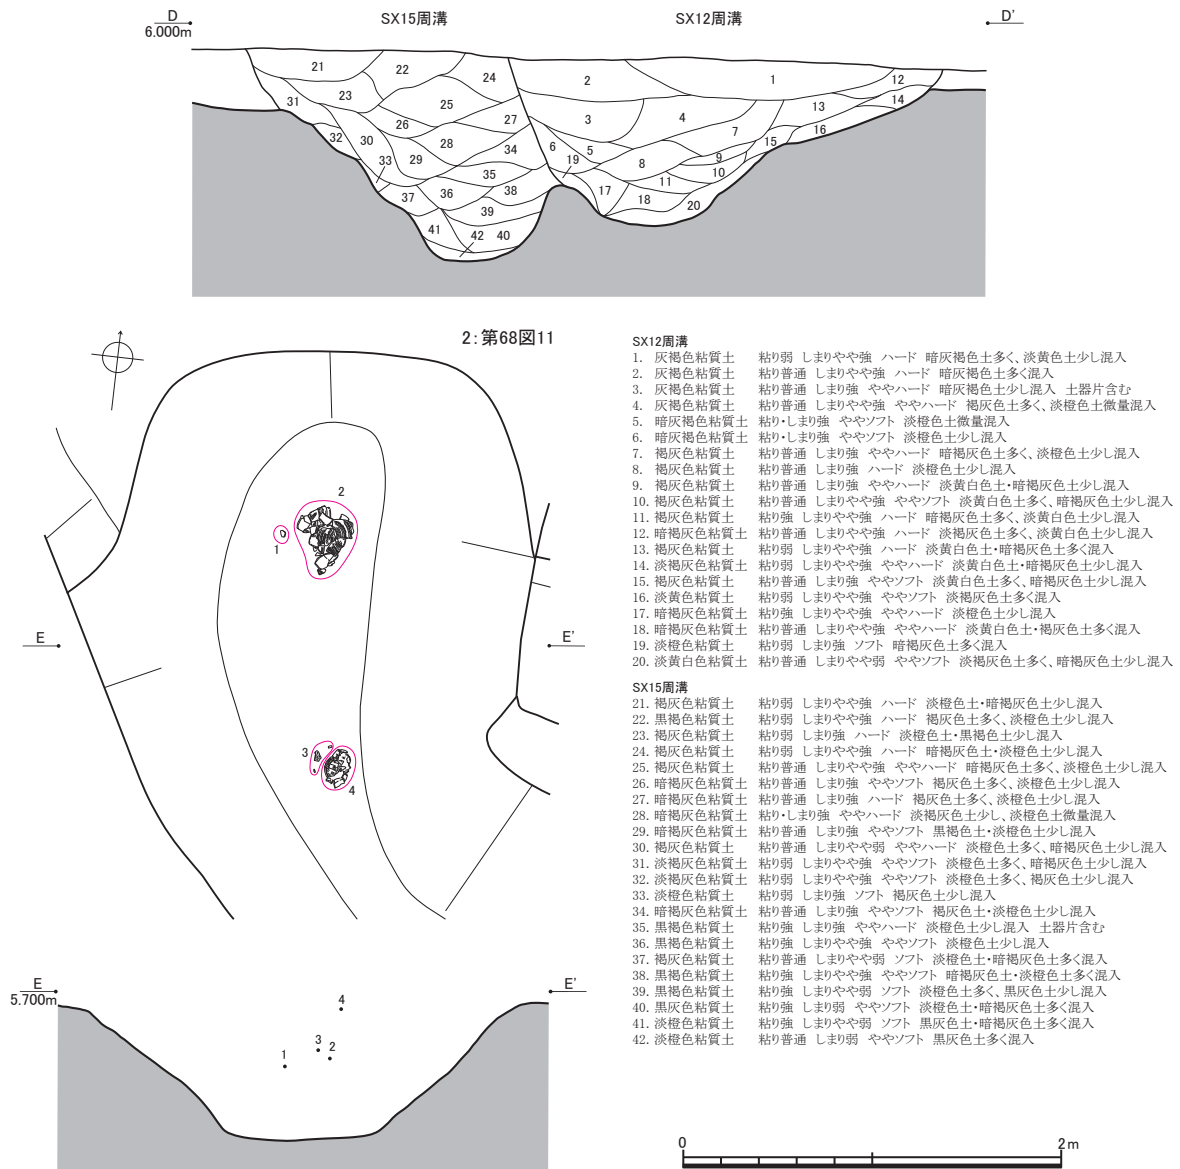 SX15周溝 SX12周溝
D D'
6.000m
21 22 24 2 1 12
31 23 25 13 14
26 27 3 4 16
32 30 28 7 15
33 29 34 6 5 9
35 19 8 10
37 36 38 17 11
39 18 20
41 42 40
2:第68図11
2
1
E E'
3
4
E E'
5.700m
4
3 2
1
SX12周溝
1. 灰褐色粘質土 粘り弱 しまりやや強 ハード 暗灰褐色土多く、淡黄色土少し混入
2. 灰褐色粘質土 粘り普通 しまりやや強 ハード 暗灰褐色土多く混入
3. 灰褐色粘質土 粘り普通 しまり強 ややハード 暗灰褐色土少し混入 土器片含む
4. 灰褐色粘質土 粘り普通 しまりやや強 ややハード 褐灰色土多く、淡橙色土微量混入
5. 暗灰褐色粘質土 粘り・しまり強 ややソフト 淡橙色土微量混入
6. 暗灰褐色粘質土 粘り・しまり強 ややソフト 淡橙色土少し混入
7. 褐灰色粘質土 粘り普通 しまり強 ややハード 暗褐灰色土多く、淡橙色土少し混入
8. 褐灰色粘質土 粘り普通 しまり強 ハード 淡橙色土少し混入
9. 褐灰色粘質土 粘り普通 しまり強 ややハード 淡黄白色土・暗褐灰色土少し混入
10. 褐灰色粘質土 粘り普通 しまりやや強 ややソフト 淡黄白色土多く、暗褐灰色土少し混入
11. 褐灰色粘質土 粘り強 しまりやや強 ハード 暗褐灰色土多く、淡黄白色土少し混入
12. 暗褐灰色粘質土 粘り普通 しまりやや強 ハード 淡褐灰色土多く、淡黄白色土少し混入
13. 褐灰色粘質土 粘り弱 しまりやや強 ハード 淡黄白色土・暗褐灰色土多く混入
14. 淡褐灰色粘質土 粘り弱 しまりやや強 ややハード 淡黄白色土・暗褐灰色土少し混入
15. 褐灰色粘質土 粘り普通 しまり強 ややソフト 淡黄白色土多く、暗褐灰色土少し混入
16. 淡黄色粘質土 粘り弱 しまりやや強 ややソフト 淡褐灰色土多く混入
17. 暗褐灰色粘質土 粘り強 しまりやや強 ややハード 淡橙色土少し混入
18. 暗褐灰色粘質土 粘り普通 しまりやや強 ややハード 淡黄白色土・褐灰色土多く混入
19. 淡橙色粘質土 粘り弱 しまり強 ソフト 暗褐灰色土多く混入
20. 淡黄白色粘質土 粘り普通 しまりやや弱 ややソフト 淡褐灰色土多く、暗褐灰色土少し混入
SX15周溝
21. 褐灰色粘質土 粘り弱 しまりやや強 ハード 淡橙色土・暗褐灰色土少し混入
22. 黒褐色粘質土 粘り弱 しまりやや強 ハード 褐灰色土多く、淡橙色土少し混入
23. 褐灰色粘質土 粘り弱 しまり強 ハード 淡橙色土・黒褐色土少し混入
24. 褐灰色粘質土 粘り弱 しまりやや強 ハード 暗褐灰色土・淡橙色土少し混入
25. 褐灰色粘質土 粘り普通 しまりやや強 ややハード 暗褐灰色土多く、淡橙色土少し混入
26. 暗褐灰色粘質土 粘り普通 しまり強 ややソフト 褐灰色土多く、淡橙色土少し混入
27. 暗褐灰色粘質土 粘り普通 しまり強 ハード 褐灰色土多く、淡橙色土少し混入
28. 暗褐灰色粘質土 粘り・しまり強 ややハード 淡褐灰色土少し、淡橙色土微量混入
29. 暗褐灰色粘質土 粘り普通 しまり強 ややソフト 黒褐色土・淡橙色土少し混入
30. 褐灰色粘質土 粘り普通 しまりやや弱 ややハード 淡橙色土多く、暗褐灰色土少し混入
31. 淡褐灰色粘質土 粘り弱 しまりやや強 ややソフト 淡橙色土多く、暗褐灰色土少し混入
32. 淡褐灰色粘質土 粘り弱 しまりやや強 ややソフト 淡橙色土多く、褐灰色土少し混入
33. 淡橙色粘質土 粘り弱 しまり強 ソフト 褐灰色土少し混入
34. 暗褐灰色粘質土 粘り普通 しまり強 ややソフト 褐灰色土・淡橙色土少し混入
35. 黒褐色粘質土 粘り強 しまり強 ややハード 淡橙色土少し混入 土器片含む
36. 黒褐色粘質土 粘り強 しまりやや強 ややソフト 淡橙色土少し混入
37. 褐灰色粘質土 粘り普通 しまりやや弱 ソフト 淡橙色土・暗褐灰色土多く混入
38. 黒褐色粘質土 粘り強 しまりやや強 ややソフト 暗褐灰色土・淡橙色土多く混入
39. 黒褐色粘質土 粘り強 しまりやや弱 ソフト 淡橙色土多く、黒灰色土少し混入
40. 黒灰色粘質土 粘り強 しまり弱 ややソフト 淡橙色土・暗褐灰色土多く混入
41. 淡橙色粘質土 粘り強 しまりやや弱 ソフト 黒灰色土・暗褐灰色土多く混入
42. 淡橙色粘質土 粘り普通 しまり弱 ややソフト 黒灰色土多く混入
0 2m